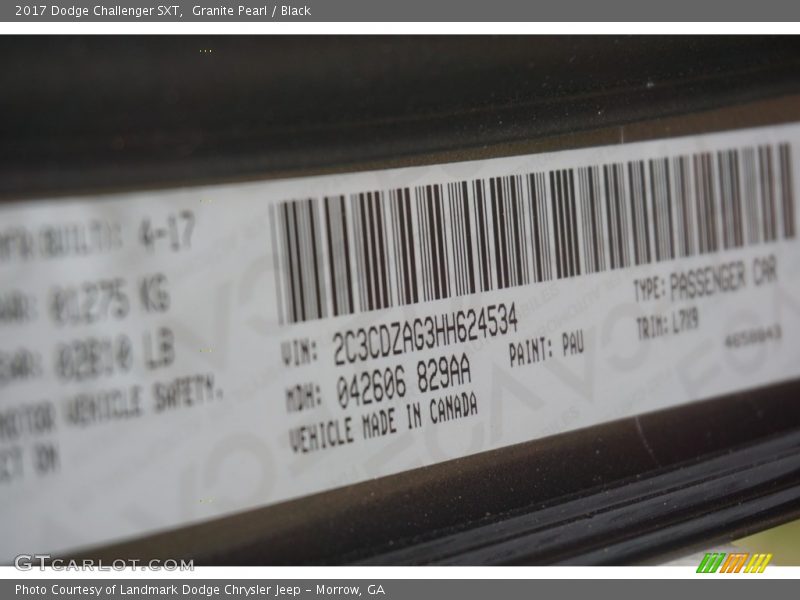 2017 Dodge Challenger SXT, Granite Pearl / Black
BUILT: 4-17
01275 KG
LB
MOTOR VEHICLE SAFETY.
VIN: 2C3CDZAG3HH624534
MDH: 042606 829AA
VEHICLE MADE IN CANADA
PAINT: PAU
TYPE: PASSENGER CAR
TRIM: L7X9
GTCARLOT.COM
Photo Courtesy of Landmark Dodge Chrysler Jeep – Morrow, GA